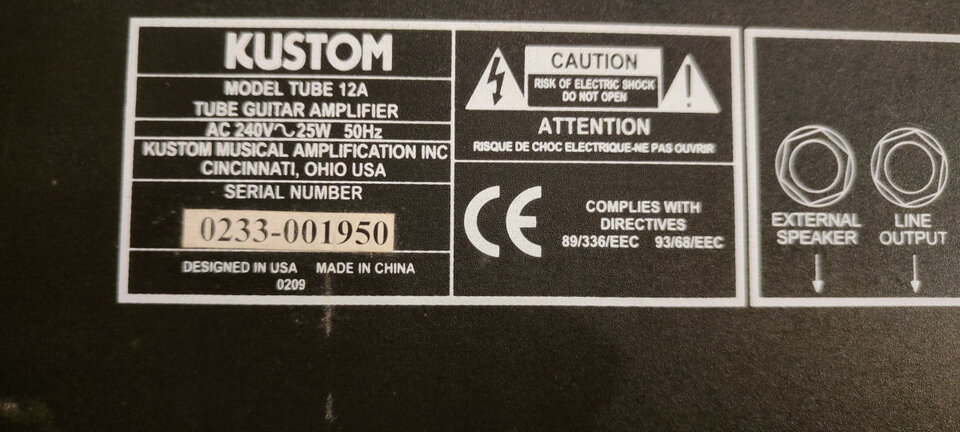 KUSTOM
MODEL TUBE 12A
TUBE GUITAR AMPLIFIER
AC 240V~25W 50Hz
KUSTOM MUSICAL AMPLIFICATION INC
CINCINNATI, OHIO USA
SERIAL NUMBER
0233-001950
DESIGNED IN USA MADE IN CHINA
0209
CAUTION
RISK OF ELECTRIC SHOCK
DO NOT OPEN
ATTENTION
RISQUE DE CHOC ELECTRIQUE-NE PAS OUVRIR
CE
COMPLIES WITH
DIRECTIVES
89/336/EEC 93/68/EEC
EXTERNAL
SPEAKER
LINE
OUTPUT